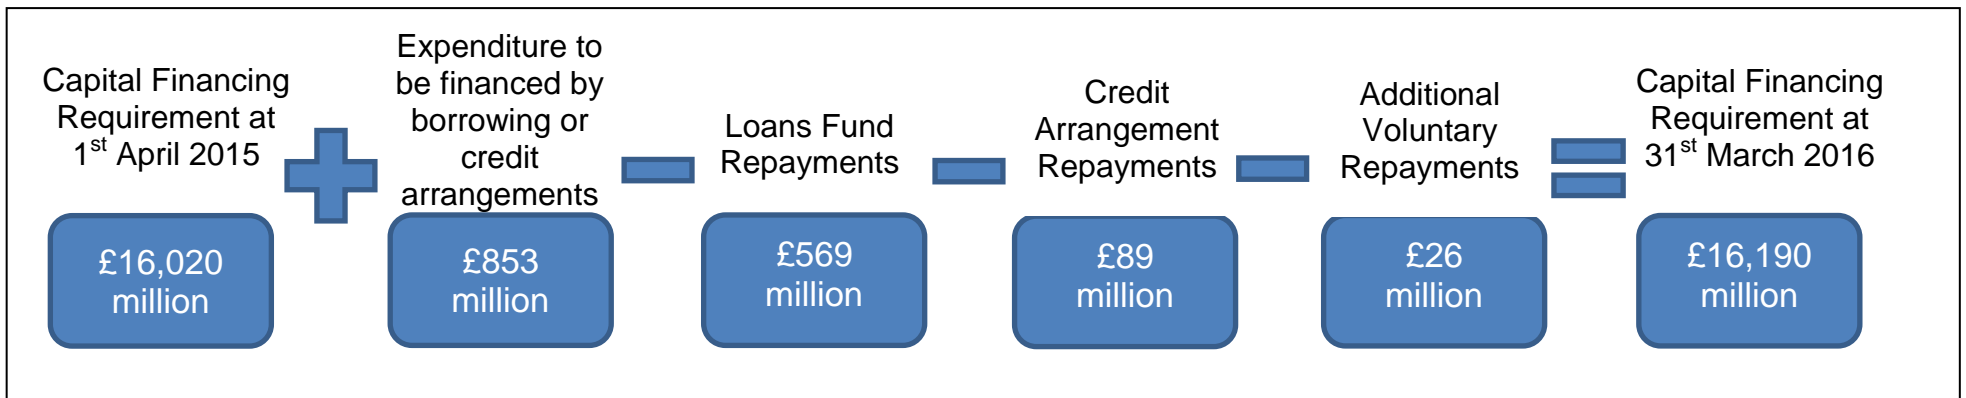 Capital Financing
Requirement at
1st April 2015
£16,020
million
Expenditure to
be financed by
borrowing or
credit
arrangements
£853
million
Loans Fund
Repayments
£569
million
Credit
Arrangement
Repayments
£89
million
Additional
Voluntary
Repayments
£26
million
Capital Financing
Requirement at
31st March 2016
£16,190
million